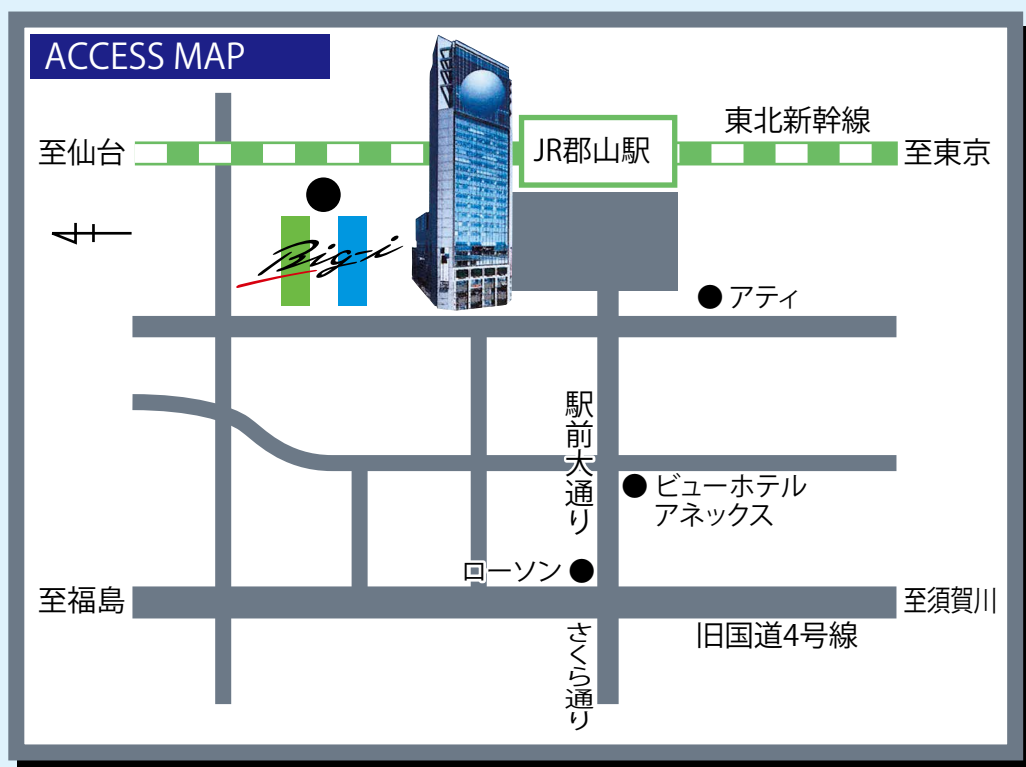 ACCESS MAP
東北新幹線
至仙台
JR郡山駅
至東京
Big-i
アティ
駅前大通り
ビューホテル
アネックス
ローソン
至福島
至須賀川
旧国道4号線
さくら通り